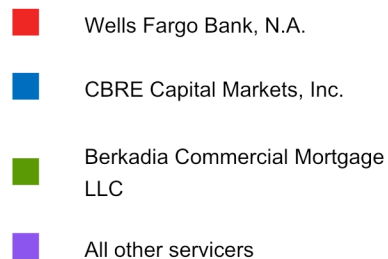 Wells Fargo Bank, N.A.
CBRE Capital Markets, Inc.
Berkadia Commercial Mortgage
LLC
All other servicers